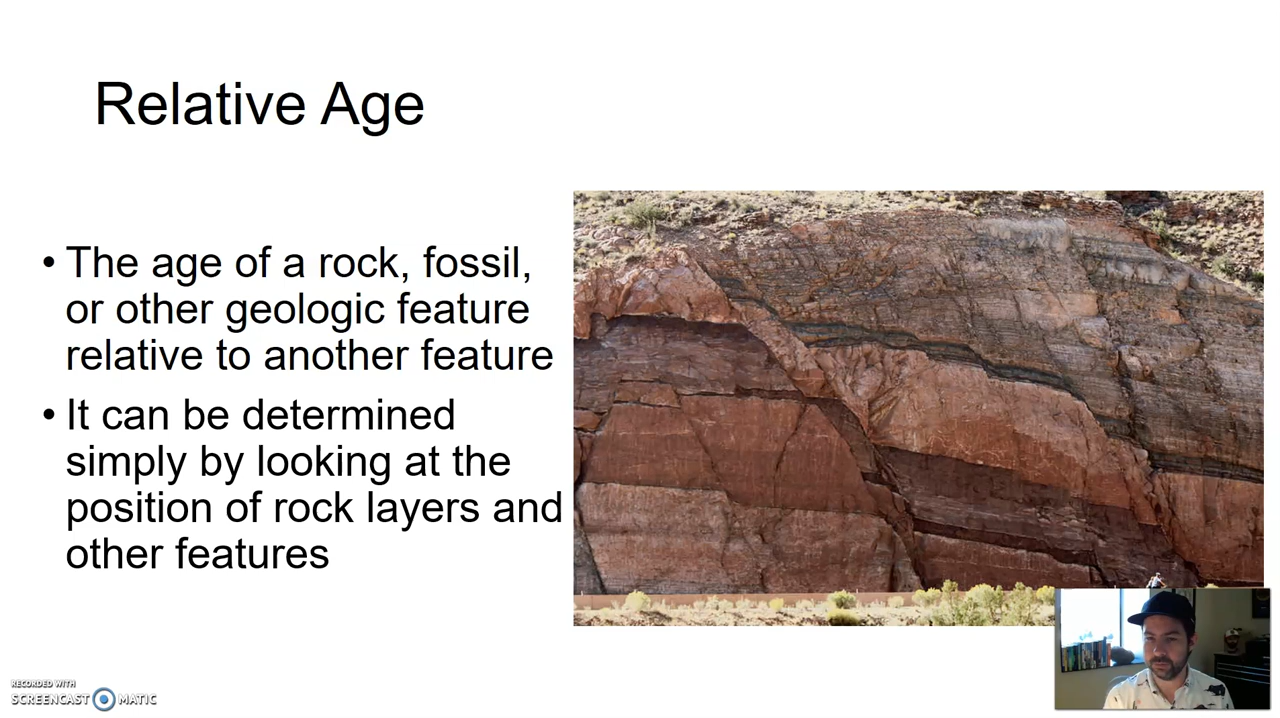 Relative Age
• The age of a rock, fossil,
or other geologic feature
relative to another feature
• It can be determined
simply by looking at the
position of rock layers and
other features
RECORDED WITH
SCREENCAST MATIC